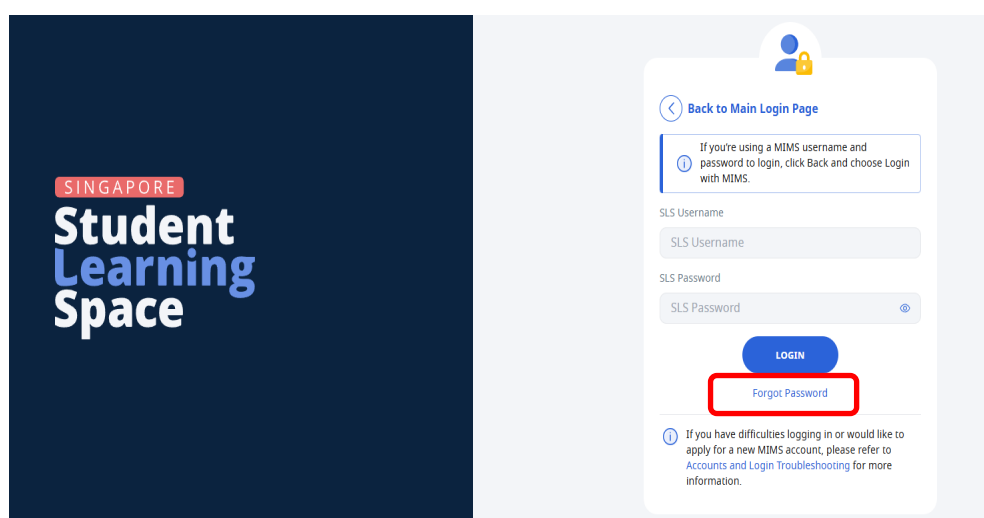 SINGAPORE
Student
Learning
Space
Back to Main Login Page
If you're using a MIMS username and
password to login, click Back and choose Login
with MIMS.
SLS Username
SLS Username
SLS Password
SLS Password
LOGIN
Forgot Password
If you have difficulties logging in or would like to
apply for a new MIMS account, please refer to
Accounts and Login Troubleshooting for more
information.